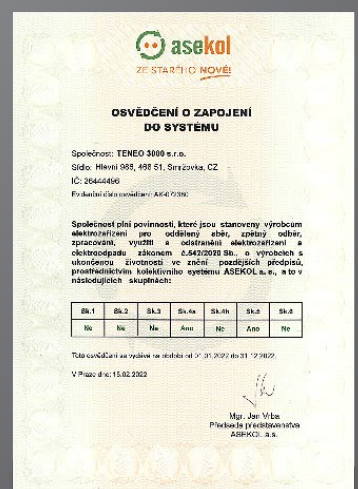 asekol
ZE STARÉHO NOVÉ!
OSVĚDČENÍ O ZAPOJENÍ
DO SYSTÉMU
Společnost: TENEO 3000 s.r.o.
Sídlo: Hlavní 968, 468 51, Smržovka, CZ
IČ: 26444496
Evidenční číslo osvědčení: AK-072380
Společnost plní povinnosti, které jsou stanoveny výrobcům
elektrozařízení pro oddělený sběr, zpětný odběr,
zpracování, využití a odstranění elektrozařízení a
elektroodpadu zákonem č.542/2020 Sb., o výrobcích s
ukončenou životností ve znění pozdějších předpisů,
prostřednictvím kolektivního systému ASEKOL a.s., a to v
následujících skupinách:
Sk.1 Sk.2 Sk.3 Sk.4a Sk.4b Sk.5 Sk.6
Ne Ne Ne Ano Ne Ano Ne
Toto osvědčení se vydává na období od 01.01.2022 do 31.12.2022.
V Praze dne: 15.02.2022
Mgr. Jan Vrba
Předseda představenstva
ASEKOL a.s.